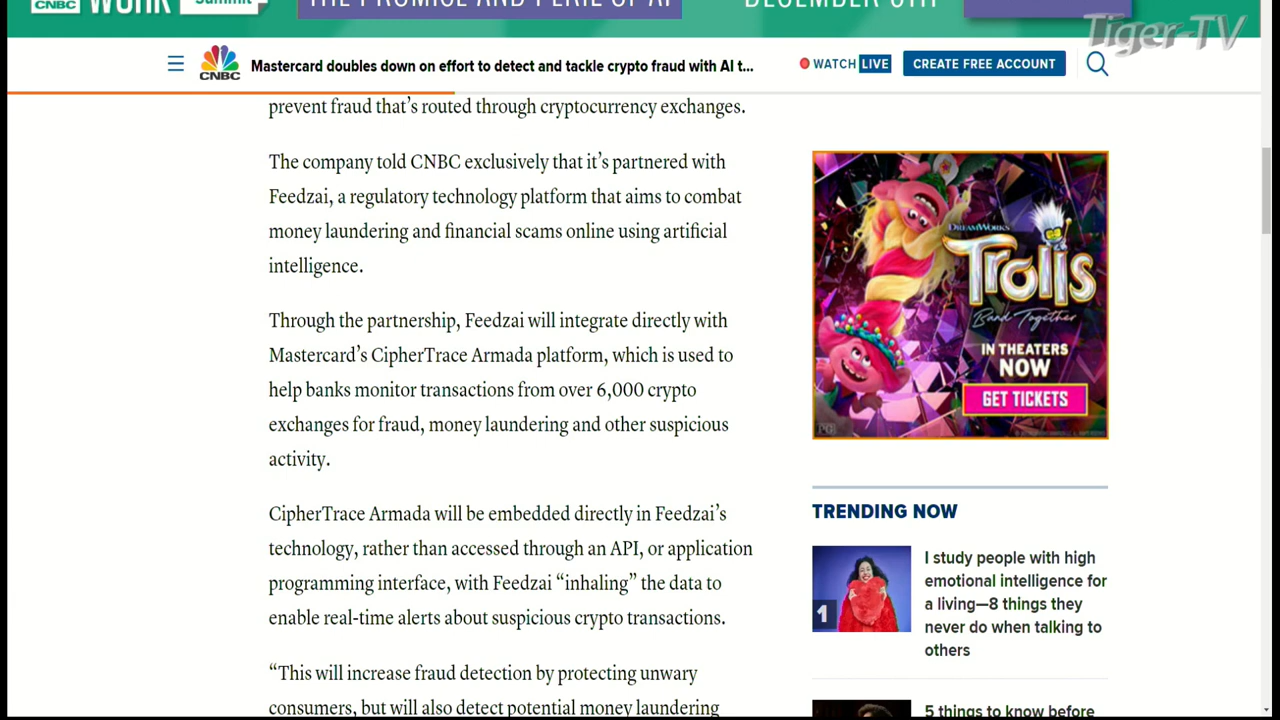 CNBC WORK Summit
THE PROMISE AND PERIL OF AI
DECEMBER
Tiger-TV
CNBC
Mastercard doubles down on effort to detect and tackle crypto fraud with AI t...
WATCH LIVE
CREATE FREE ACCOUNT
prevent fraud that’s routed through cryptocurrency exchanges.
The company told CNBC exclusively that it’s partnered with
Feedzai, a regulatory technology platform that aims to combat
money laundering and financial scams online using artificial
intelligence.
Through the partnership, Feedzai will integrate directly with
Mastercard’s CipherTrace Armada platform, which is used to
help banks monitor transactions from over 6,000 crypto
exchanges for fraud, money laundering and other suspicious
activity.
CipherTrace Armada will be embedded directly in Feedzai’s
technology, rather than accessed through an API, or application
programming interface, with Feedzai “inhaling” the data to
enable real-time alerts about suspicious crypto transactions.
“This will increase fraud detection by protecting unwary
consumers, but will also detect potential money laundering
DREAMWORKS
Trolls
Band Together
IN THEATERS
NOW
GET TICKETS
PG
TRENDING NOW
1
I study people with high
emotional intelligence for
a living—8 things they
never do when talking to
others
5 things to know before